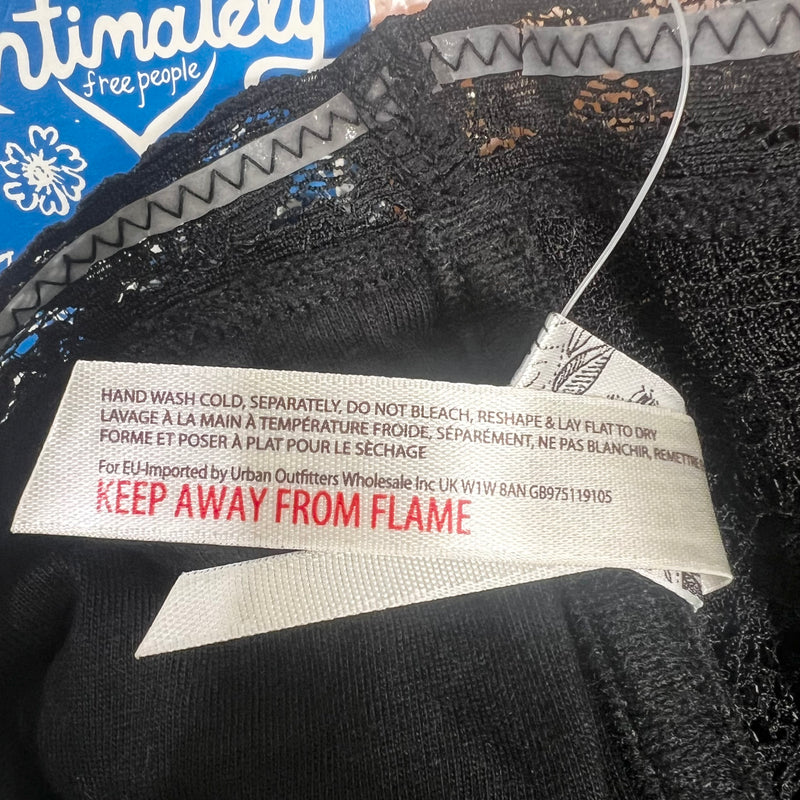 ntimately
free people
HAND WASH COLD, SEPARATELY, DO NOT BLEACH, RESHAPE & LAY FLAT TO DRY
LAVAGE À LA MAIN À TEMPÉRATURE FROIDE, SÉPARÉMENT, NE PAS BLANCHIR, REMETTRE
FORME ET POSER À PLAT POUR LE SÈCHAGE
For EU-Imported by Urban Outfitters Wholesale Inc UK W1W 8AN GB975119105
KEEP AWAY FROM FLAME